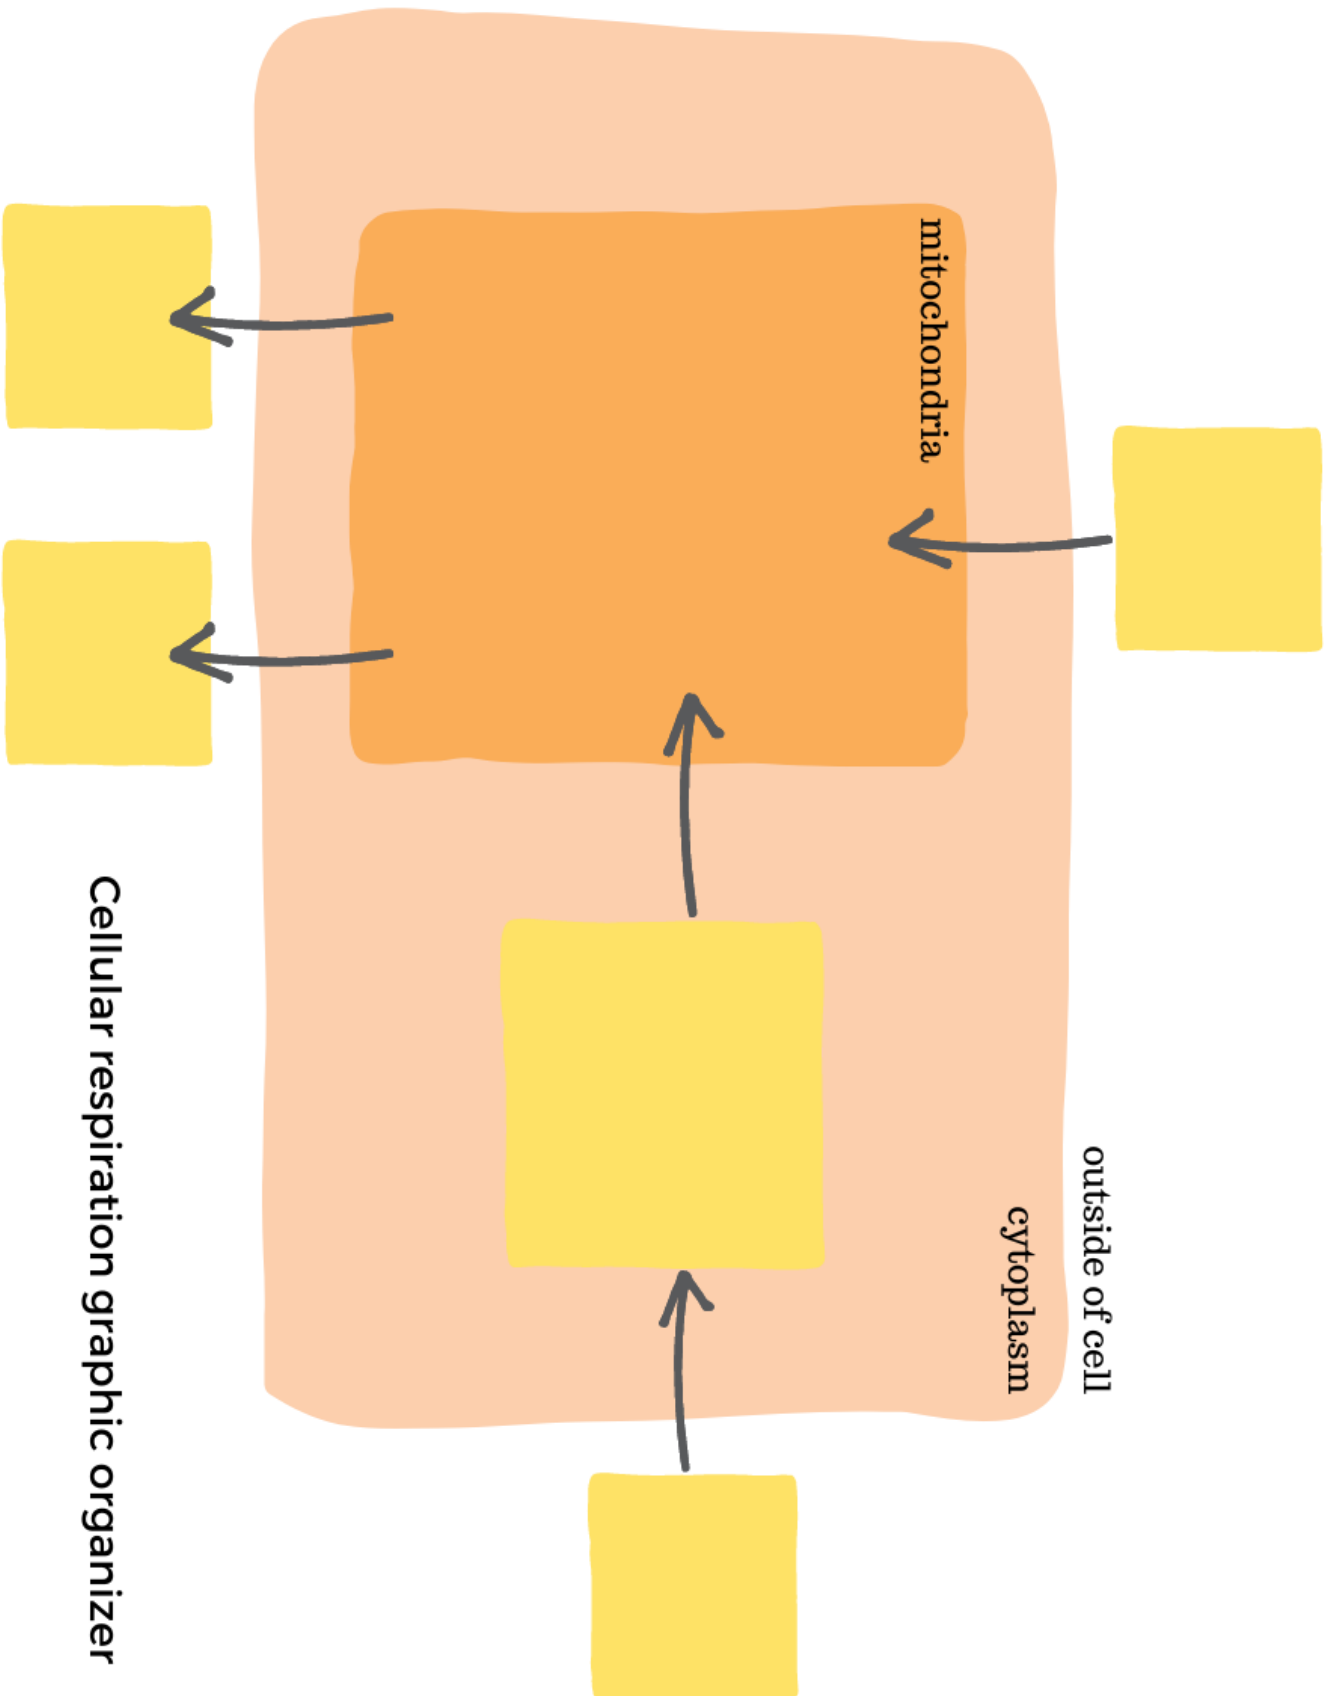 mitochondria
outside of cell
cytoplasm
Cellular respiration graphic organizer